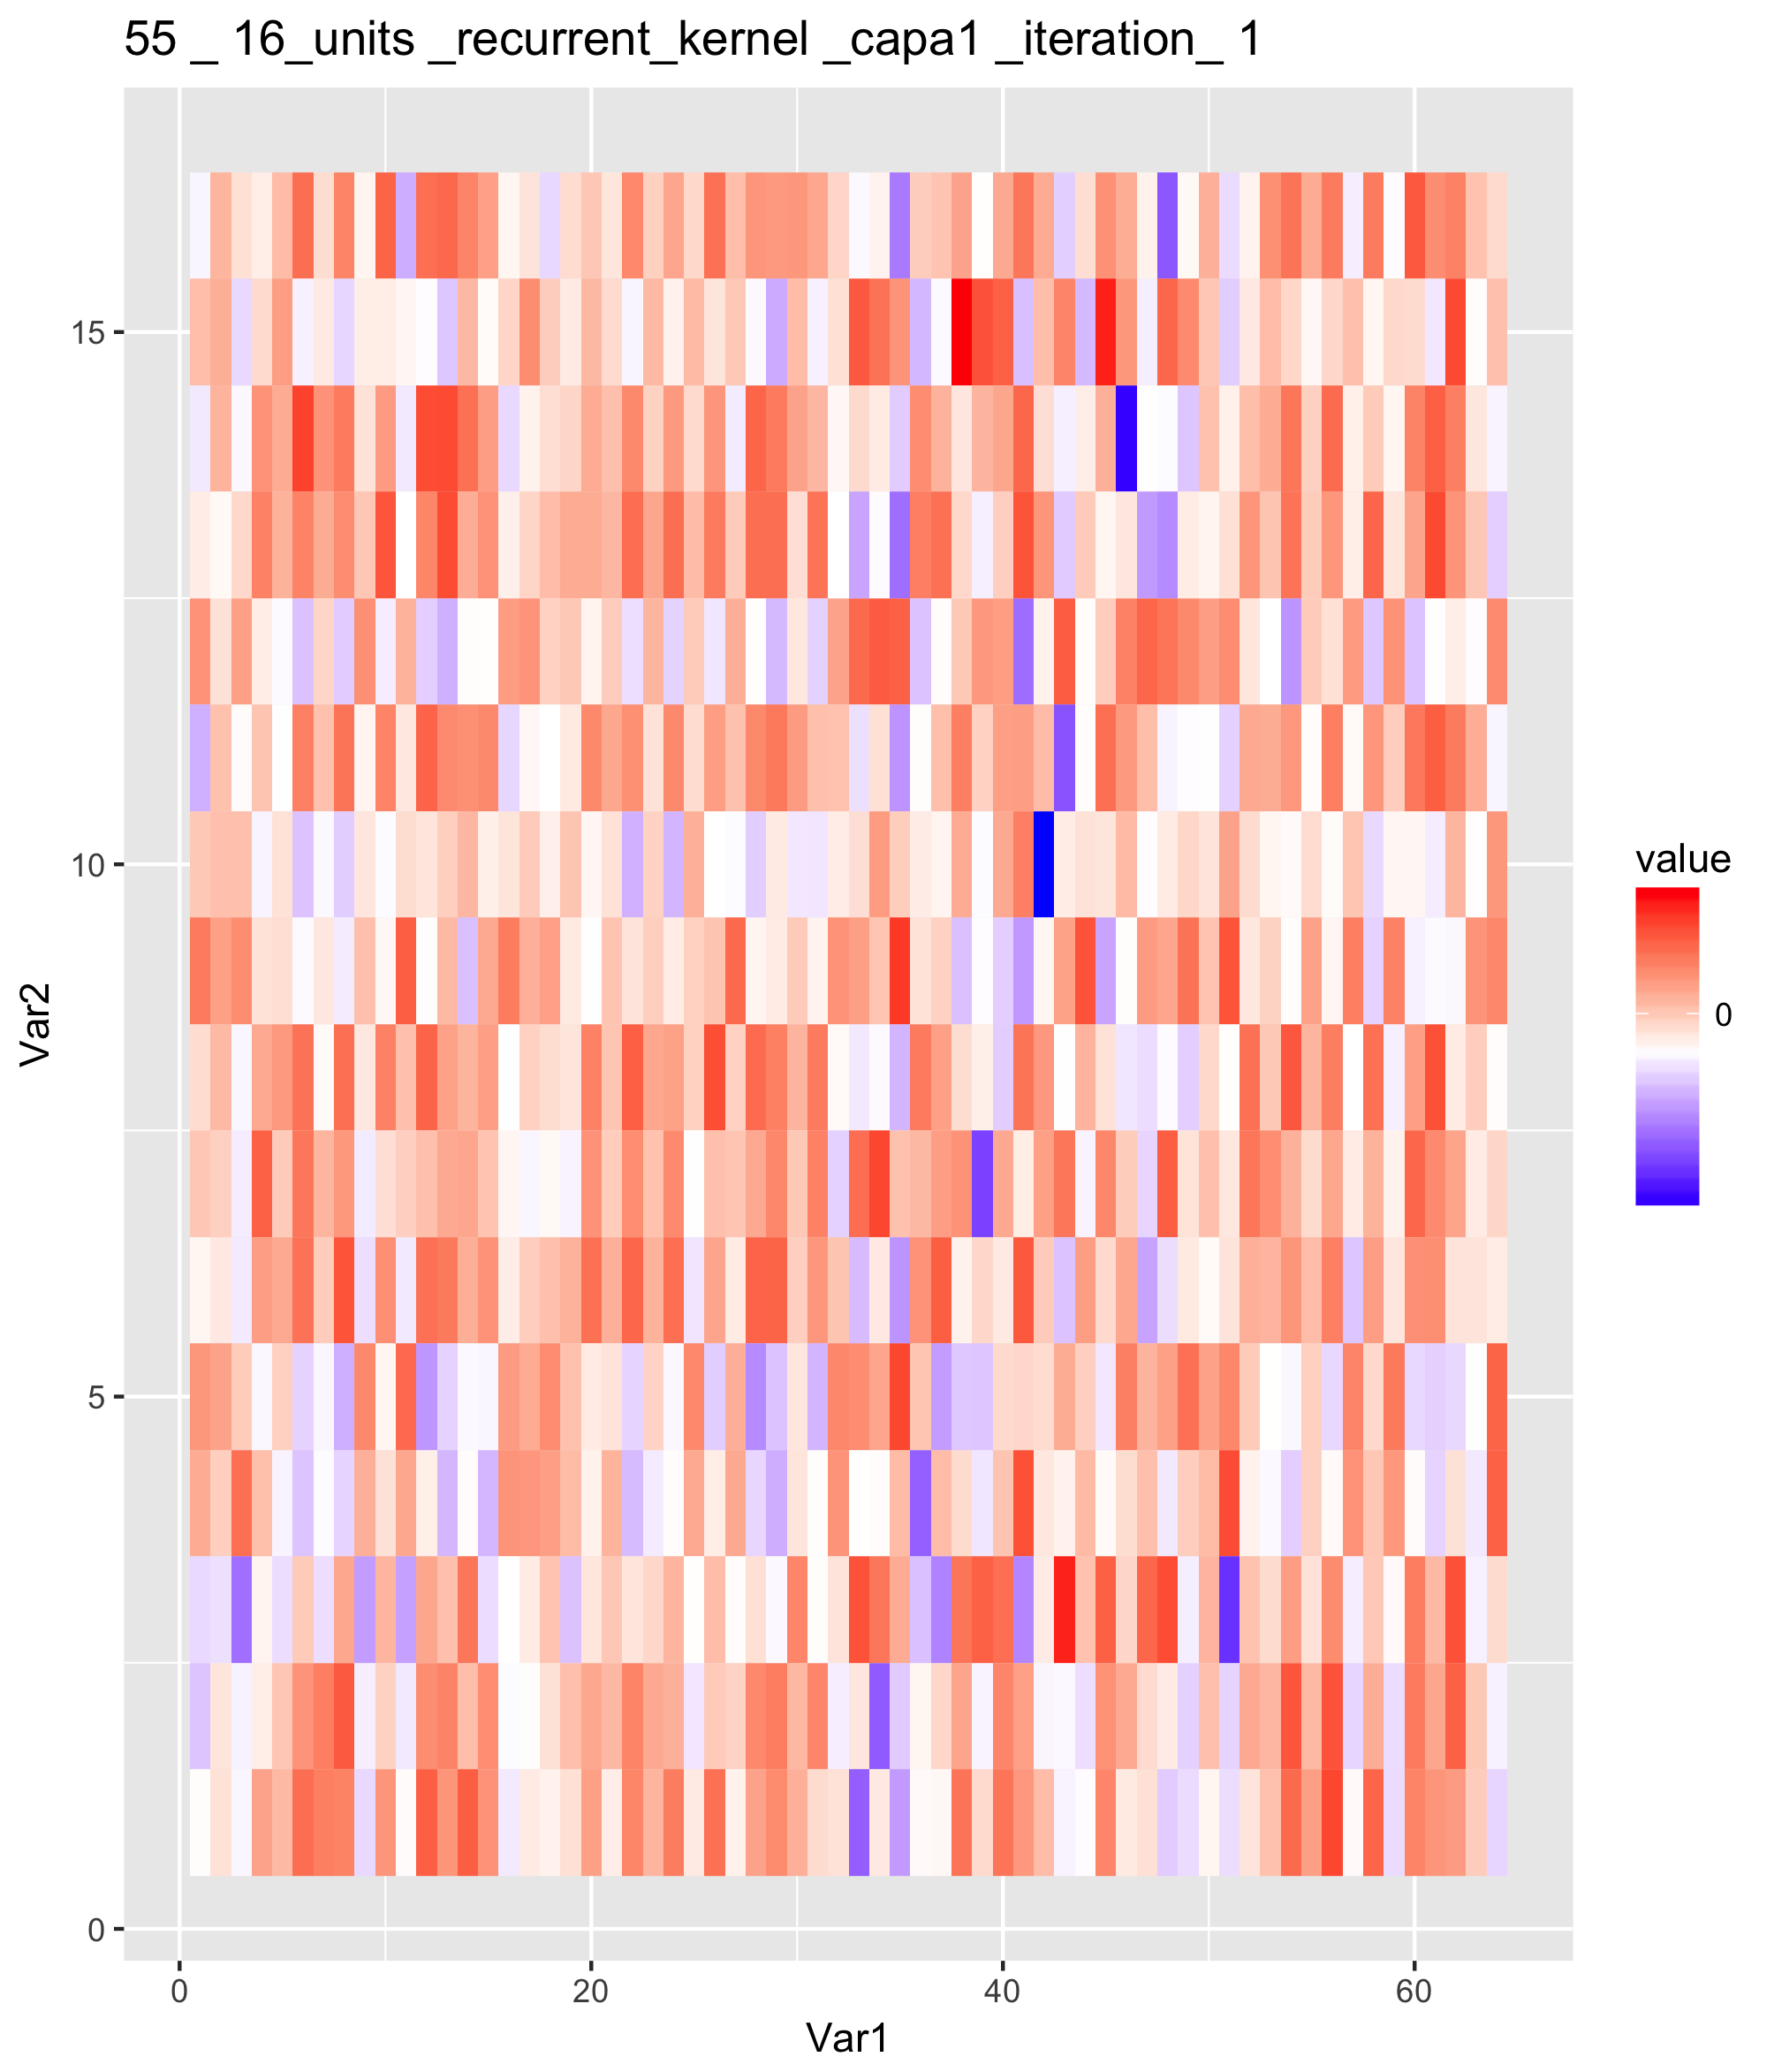 55 _ 16_units _recurrent_kernel _capa1 _iteration_ 1
15
10
5
0
Var2
0
20
40
60
Var1
value
0